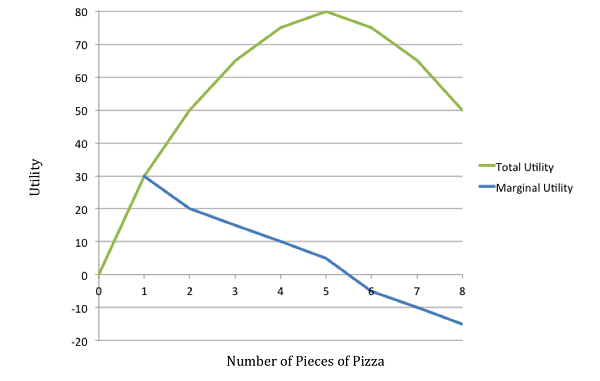 80
70
60
50
40
30
20
10
0
-10
-20
0 1 2 3 4 5 6 7 8
Utility
Number of Pieces of Pizza
Total Utility
Marginal Utility